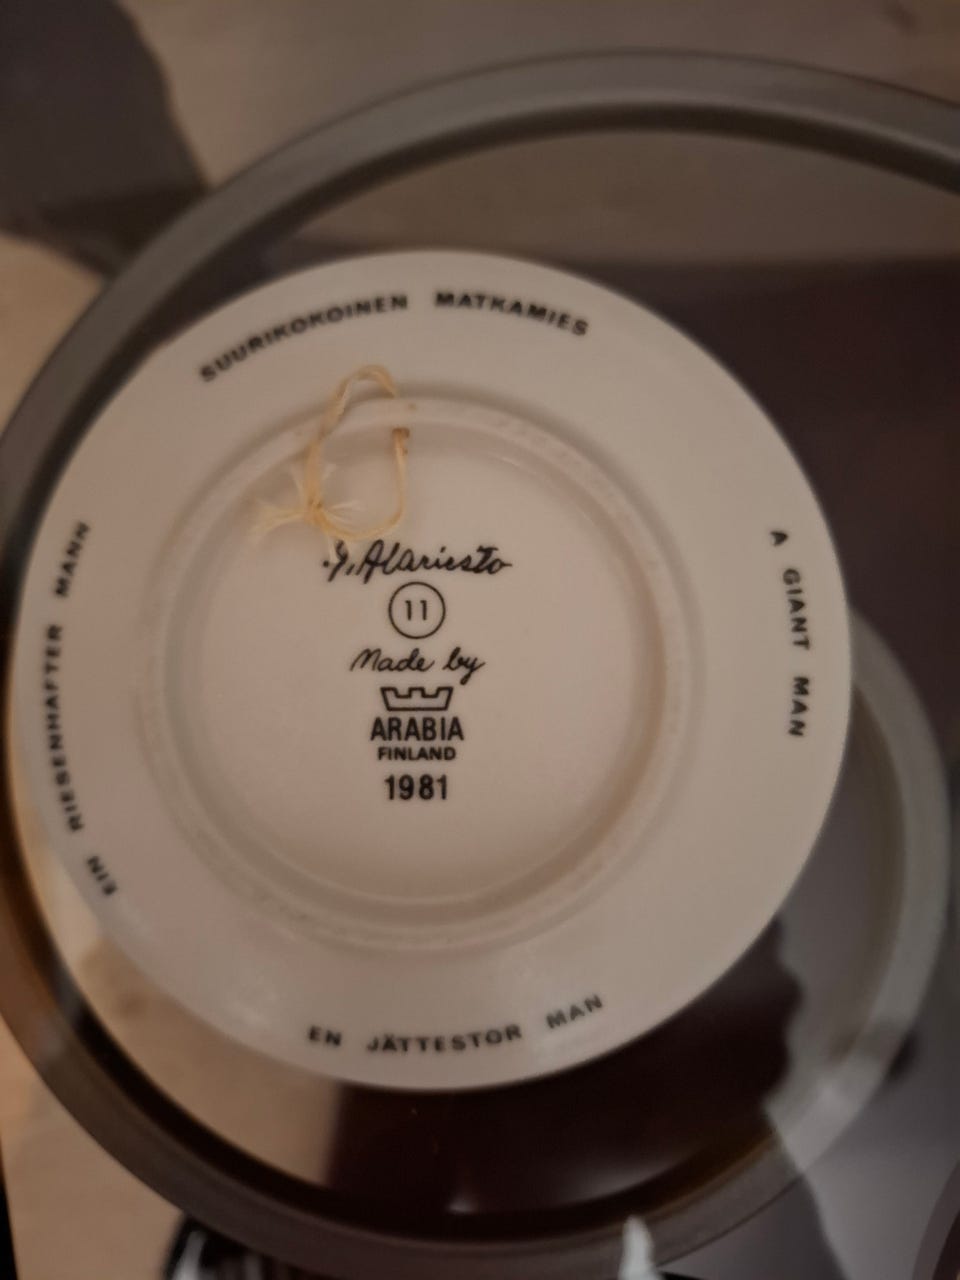 SUURIKOKOINEN MATKAMIES
A GIANT MAN
EN JÄTTESTOR MAN
EIN RIESENHAFTER MANN
A. Alariesto
11
Made by
ARABIA
FINLAND
1981